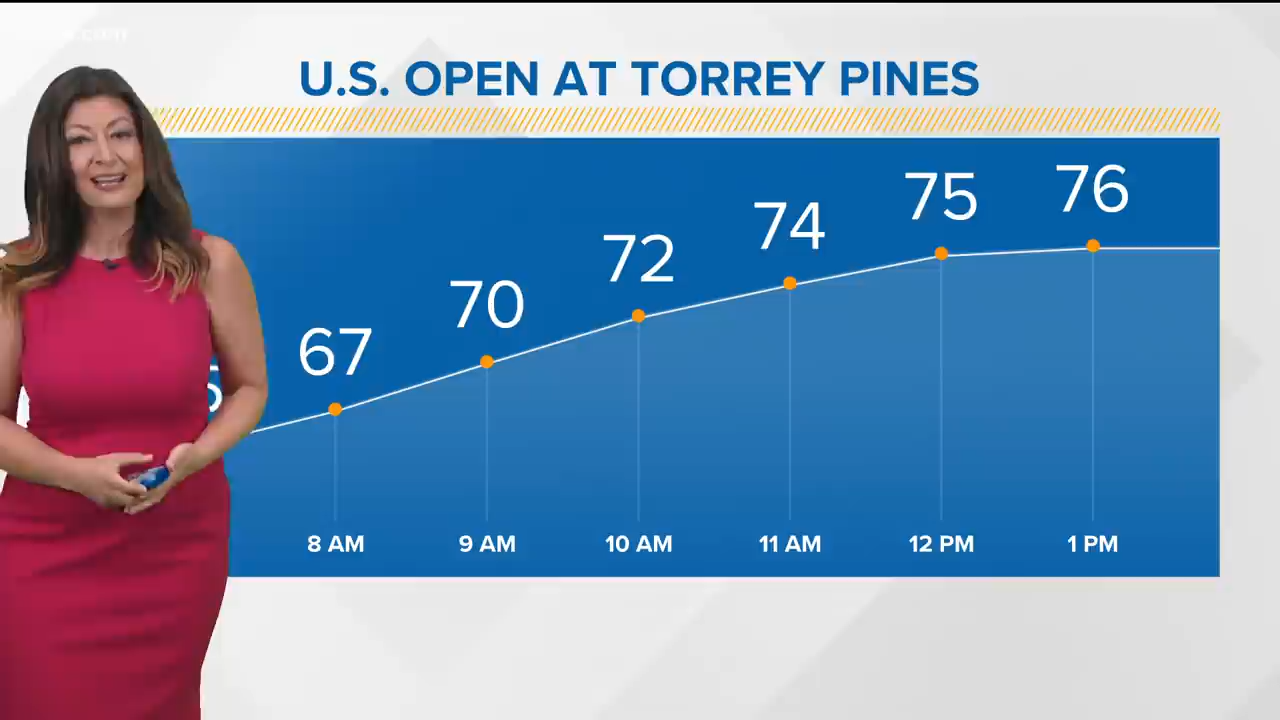 U.S. OPEN AT TORREY PINES
67 70 72 74 75 76
8 AM 9 AM 10 AM 11 AM 12 PM 1 PM